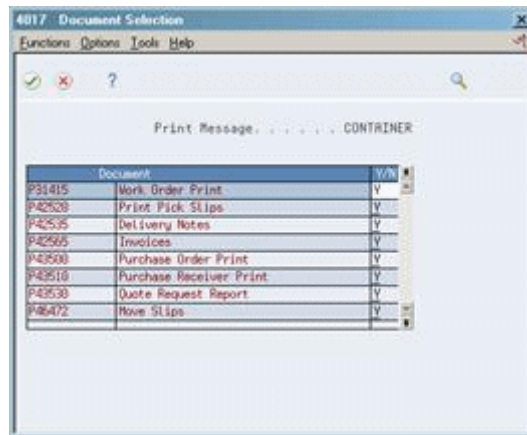 4017 Document Selection
Functions Options Tools Help
?
Print Message. . . . . . CONTAINER
Document Y/N
P31415 Work Order Print Y
P42520 Print Pick Slips Y
P42535 Delivery Notes Y
P42565 Invoices Y
P43500 Purchase Order Print Y
P43510 Purchase Receiver Print Y
P43530 Quote Request Report Y
P46472 Move Slips Y